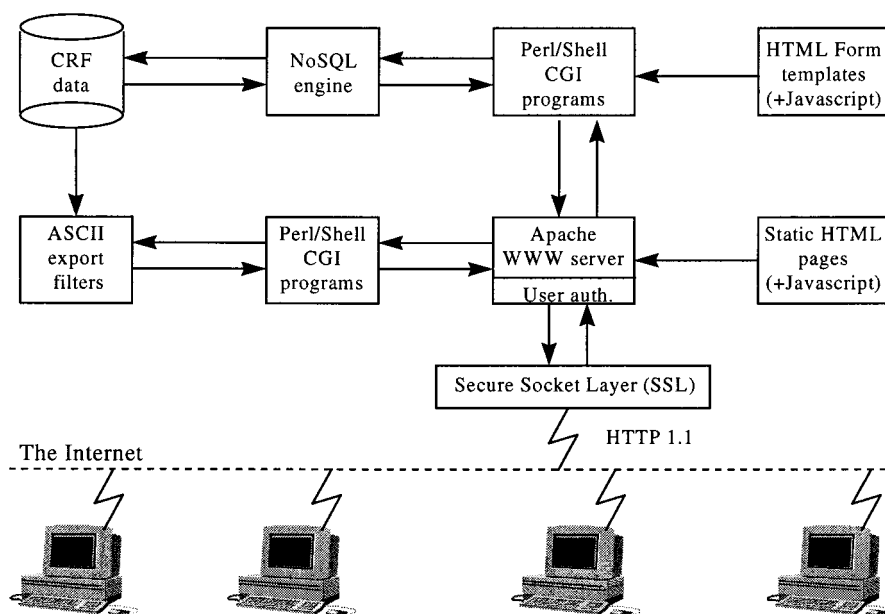 CRF
data
NoSQL
engine
Perl/Shell
CGI
programs
HTML Form
templates
(+Javascript)
ASCII
export
filters
Perl/Shell
CGI
programs
Apache
WWW server
User auth.
Static HTML
pages
(+Javascript)
Secure Socket Layer (SSL)
HTTP 1.1
The Internet